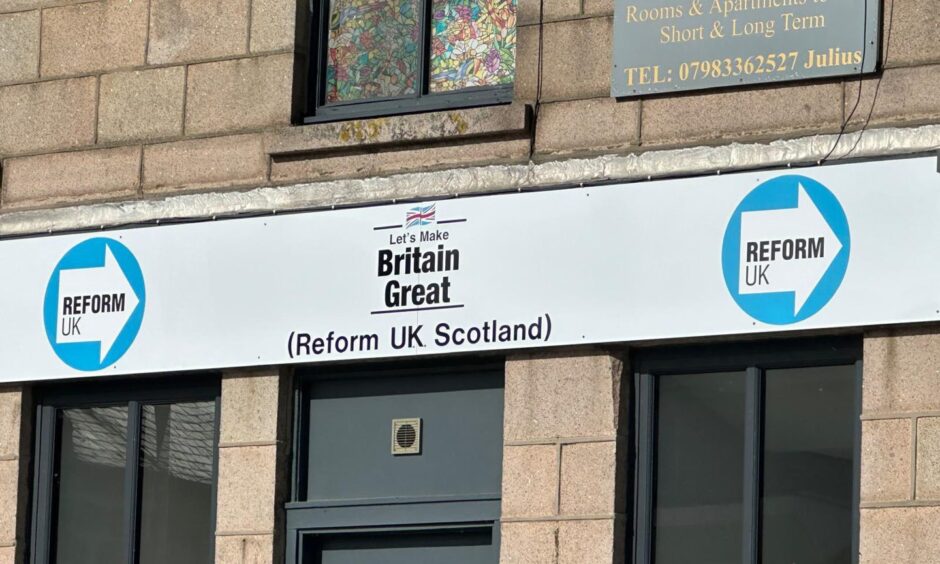 Rooms & Apartments
Short & Long Term
TEL: 07983362527 Julius
REFORM
UK
Let's Make
Britain
Great
(Reform UK Scotland)
REFORM
UK